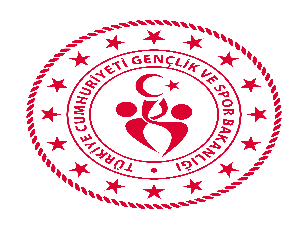 TÜRKİYE CUMHURİYETİ GENÇLİK VE SPOR BAKANLIĞI